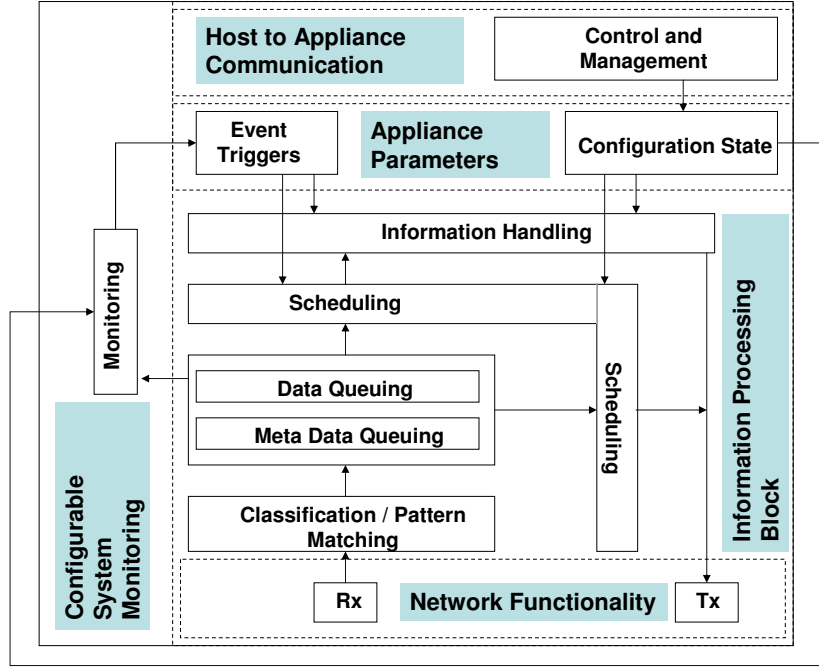 Host to Appliance
Communication
Control and
Management
Event
Triggers
Appliance
Parameters
Configuration State
Information Handling
Monitoring
Scheduling
Data Queuing
Meta Data Queuing
Scheduling
Information Processing
Block
Classification / Pattern
Matching
Configurable
System
Monitoring
Rx
Network Functionality
Tx